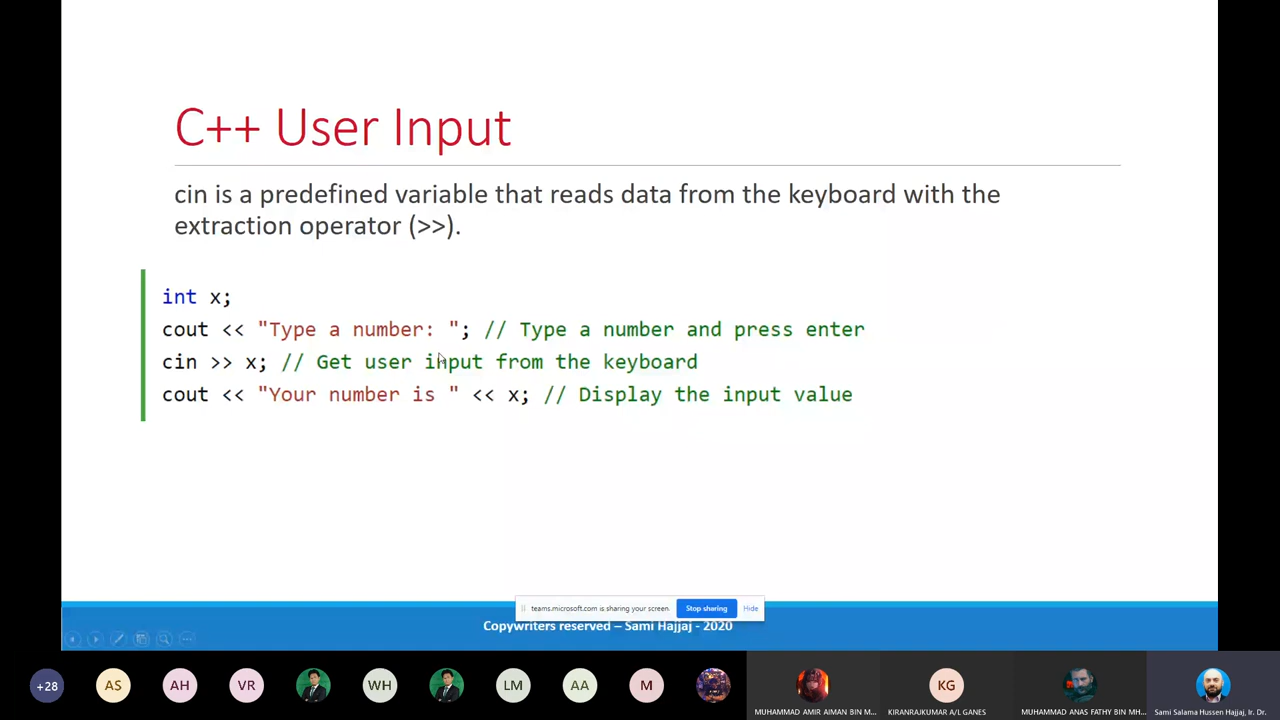 C++ User Input
cin is a predefined variable that reads data from the keyboard with the
extraction operator (>>).
int x;
cout << "Type a number: "; // Type a number and press enter
cin >> x; // Get user input from the keyboard
cout << "Your number is " << x; // Display the input value
teams.microsoft.com is sharing your screen.
Stop sharing
Hide
Copywriters reserved – Sami Hajjaj - 2020
+28
AS
AH
VR
WH
LM
AA
M
KG
MUHAMMAD AMIR AIMAN BIN M...
KIRANRAJKUMAR A/L GANES
MUHAMMAD ANAS FATHY BIN MH...
Sami Salama Hussen Hajjaj, Ir. Dr.